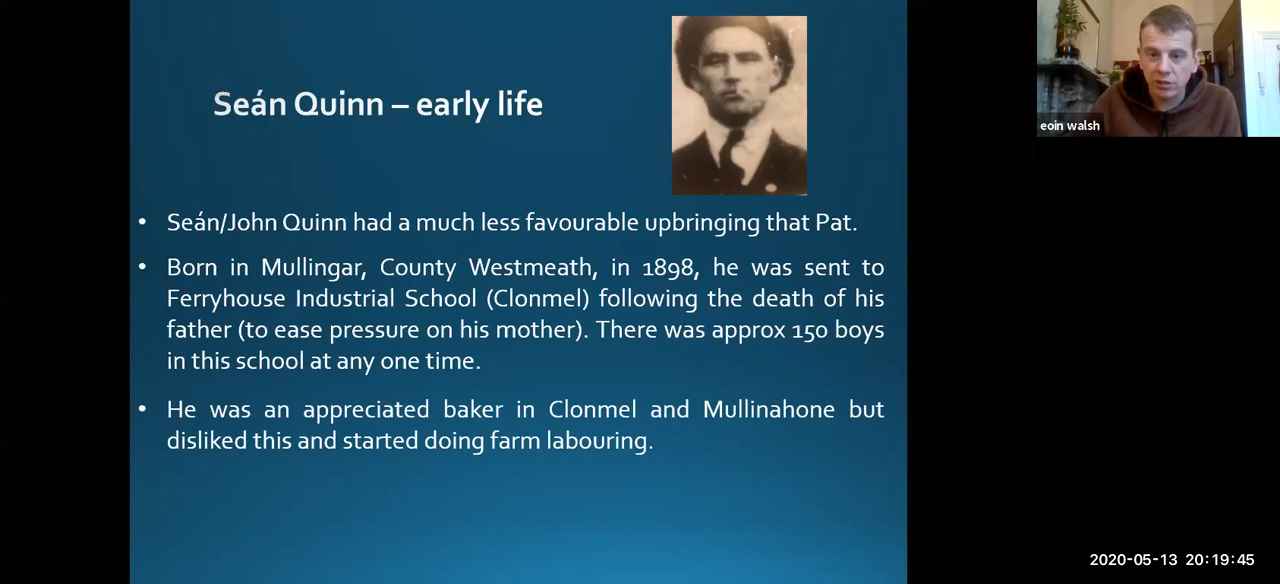 Seán Quinn – early life
• Seán/John Quinn had a much less favourable upbringing that Pat.
• Born in Mullingar, County Westmeath, in 1898, he was sent to
Ferryhouse Industrial School (Clonmel) following the death of his
father (to ease pressure on his mother). There was approx 150 boys
in this school at any one time.
• He was an appreciated baker in Clonmel and Mullinahone but
disliked this and started doing farm labouring.
eoin walsh
2020-05-13 20:19:45